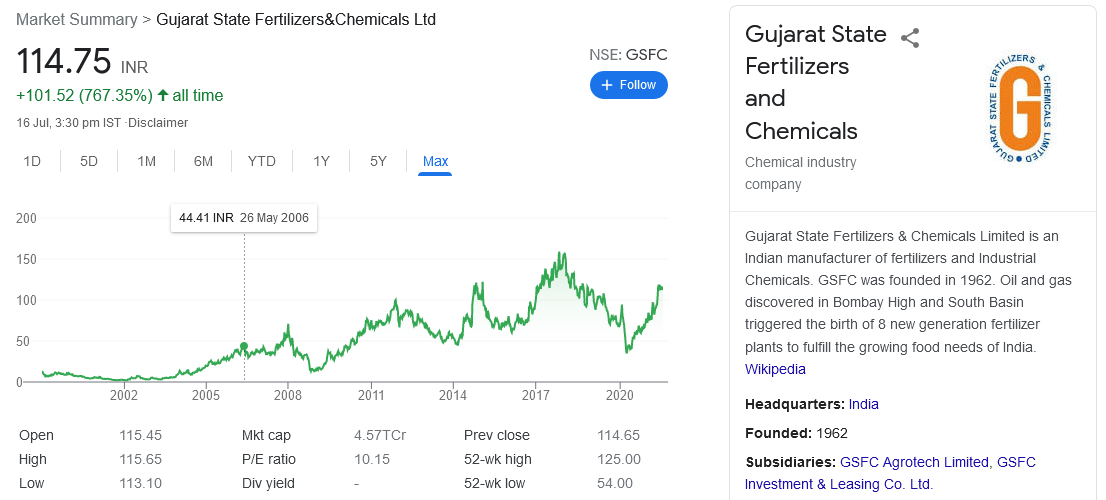 Market Summary > Gujarat State Fertilizers&Chemicals Ltd
114.75 INR
+101.52 (767.35%) ↑ all time
16 Jul, 3:30 pm IST ·Disclaimer
NSE: GSFC
+ Follow
1D 5D 1M 6M YTD 1Y 5Y Max
44.41 INR 26 May 2006
200
150
100
50
0
2002 2005 2008 2011 2014 2017 2020
Open 115.45 Mkt cap 4.57TCr Prev close 114.65
High 115.65 P/E ratio 10.15 52-wk high 125.00
Low 113.10 Div yield - 52-wk low 54.00
Gujarat State
Fertilizers
and
Chemicals
Chemical industry
company
GUJARAT STATE FERTILIZERS & CHEMICALS LIMITED
G
Gujarat State Fertilizers & Chemicals Limited is an
Indian manufacturer of fertilizers and Industrial
Chemicals. GSFC was founded in 1962. Oil and gas
discovered in Bombay High and South Basin
triggered the birth of 8 new generation fertilizer
plants to fulfill the growing food needs of India.
Wikipedia
Headquarters: India
Founded: 1962
Subsidiaries: GSFC Agrotech Limited, GSFC
Investment & Leasing Co. Ltd.